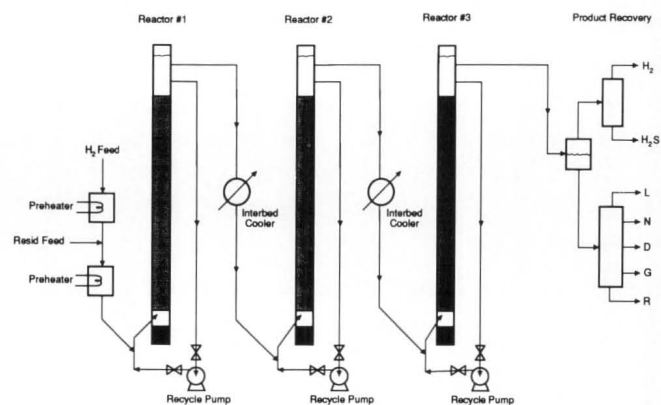 Reactor #1
Reactor #2
Reactor #3
Product Recovery
H2
H2S
H2 Feed
Preheater
Resid Feed
Preheater
Interbed
Cooler
Interbed
Cooler
L
N
D
G
R
Recycle Pump
Recycle Pump
Recycle Pump